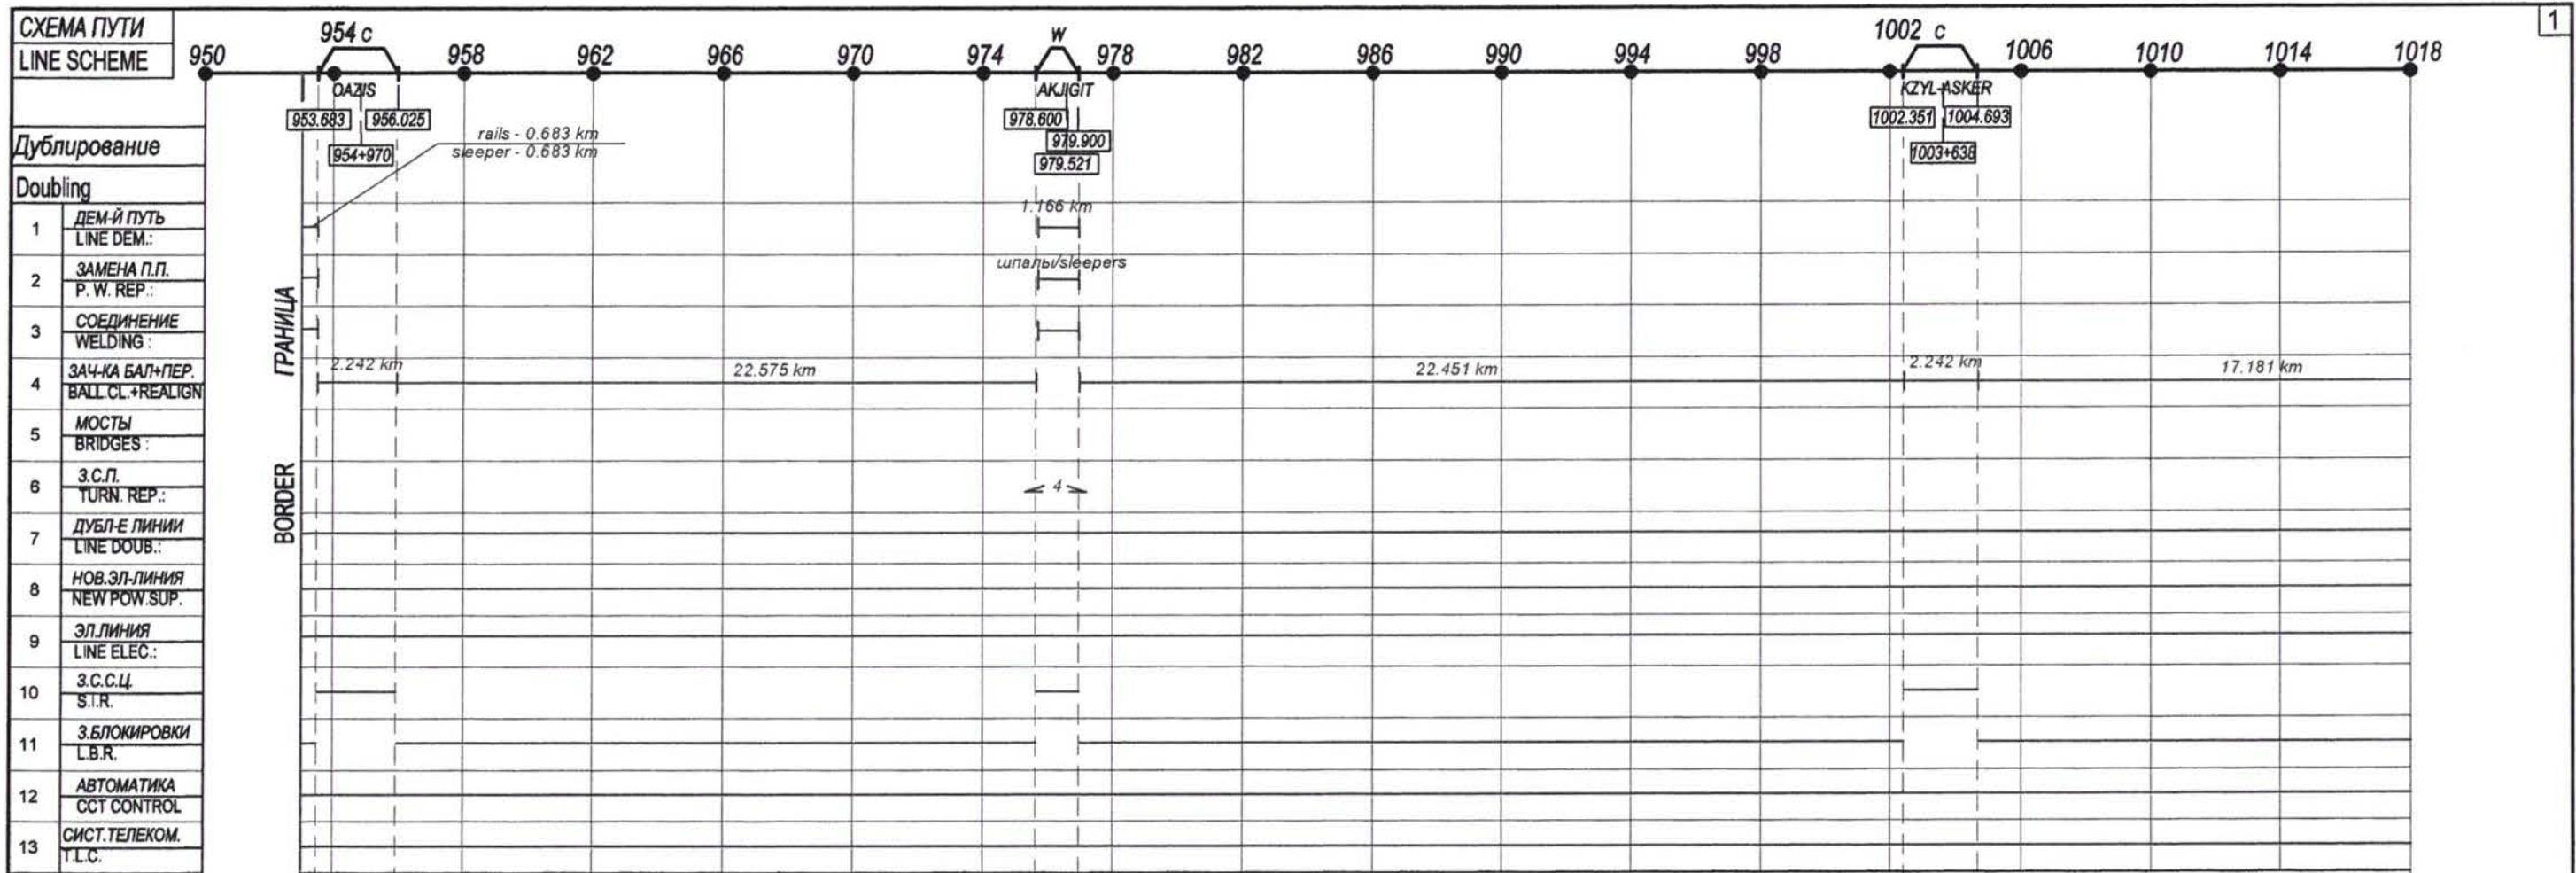 СХЕМА ПУТИ
LINE SCHEME
1
950
954 c
958
962
966
970
974
W
978
982
986
990
994
998
1002 c
1006
1010
1014
1018
OAZIS
AKJIGIT
KZYL-ASKER
953.683
956.025
954+970
978.600
979.900
979.521
1002.351
1004.693
1003+638
rails - 0.683 km
sleeper - 0.683 km
Дублирование
Doubling
1
ДЕМ-Й ПУТЬ
LINE DEM.:
1.166 km
2
ЗАМЕНА П.П.
P. W. REP.:
шпалы/sleepers
3
СОЕДИНЕНИЕ
WELDING :
4
ЗАЧ-КА БАЛ+ПЕР.
BALL.CL.+REALIGN
2.242 km
22.575 km
22.451 km
2.242 km
17.181 km
5
МОСТЫ
BRIDGES :
6
З.С.П.
TURN. REP.:
4
7
ДУБЛ-Е ЛИНИИ
LINE DOUB.:
8
НОВ.ЭЛ-ЛИНИЯ
NEW POW.SUP.
9
ЭЛ.ЛИНИЯ
LINE ELEC.:
10
З.С.С.Ц.
S.I.R.
11
З.БЛОКИРОВКИ
L.B.R.
12
АВТОМАТИКА
CCT CONTROL
13
СИСТ.ТЕЛЕКОМ.
T.L.C.
ГРАНИЦА
BORDER